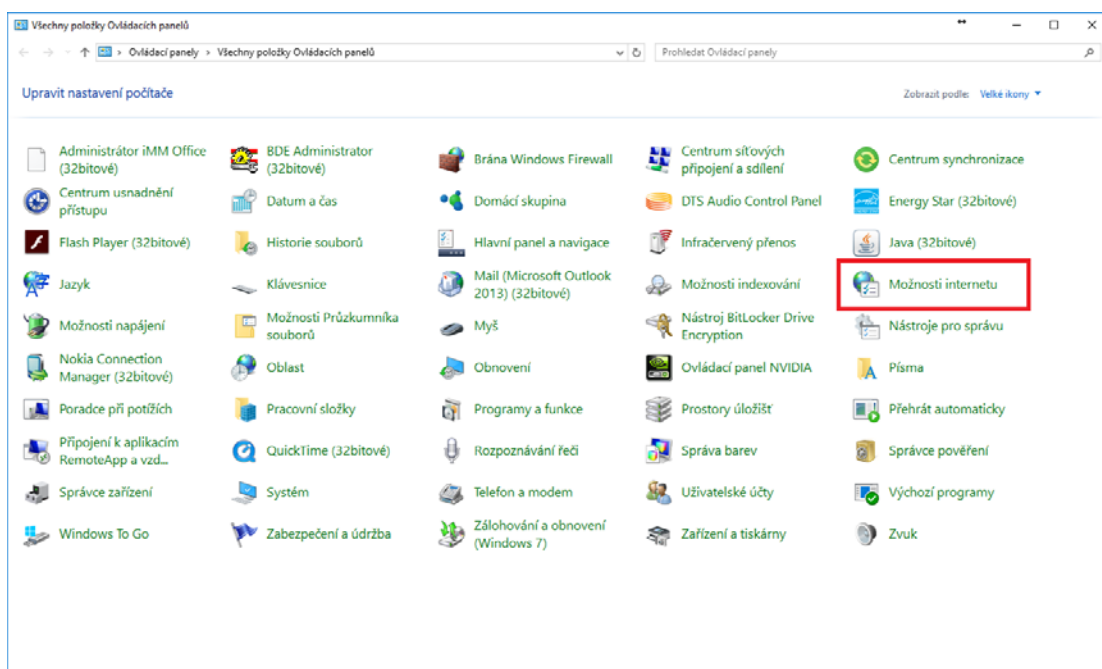 Všechny položky Ovládacích panelů
Ovládací panely › Všechny položky Ovládacích panelů
Prohledat Ovládací panely
Upravit nastavení počítače
Zobrazit podle: Velké ikony
Administrátor iMM Office
(32bitové)
BDE Administrator
(32bitové)
Brána Windows Firewall
Centrum síťových
připojení a sdílení
Centrum synchronizace
Centrum usnadnění
přístupu
Datum a čas
Domácí skupina
DTS Audio Control Panel
Energy Star (32bitové)
Flash Player (32bitové)
Historie souborů
Hlavní panel a navigace
Infračervený přenos
Java (32bitové)
Jazyk
Klávesnice
Mail (Microsoft Outlook
2013) (32bitové)
Možnosti indexování
Možnosti internetu
Možnosti napájení
Možnosti Průzkumníka
souborů
Myš
Nástroj BitLocker Drive
Encryption
Nástroje pro správu
Nokia Connection
Manager (32bitové)
Oblast
Obnovení
Ovládací panel NVIDIA
Písma
Poradce při potížích
Pracovní složky
Programy a funkce
Prostory úložišť
Přehrát automaticky
Připojení k aplikacím
RemoteApp a vzd...
QuickTime (32bitové)
Rozpoznávání řeči
Správa barev
Správce pověření
Správce zařízení
Systém
Telefon a modem
Uživatelské účty
Výchozí programy
Windows To Go
Zabezpečení a údržba
Zálohování a obnovení
(Windows 7)
Zařízení a tiskárny
Zvuk